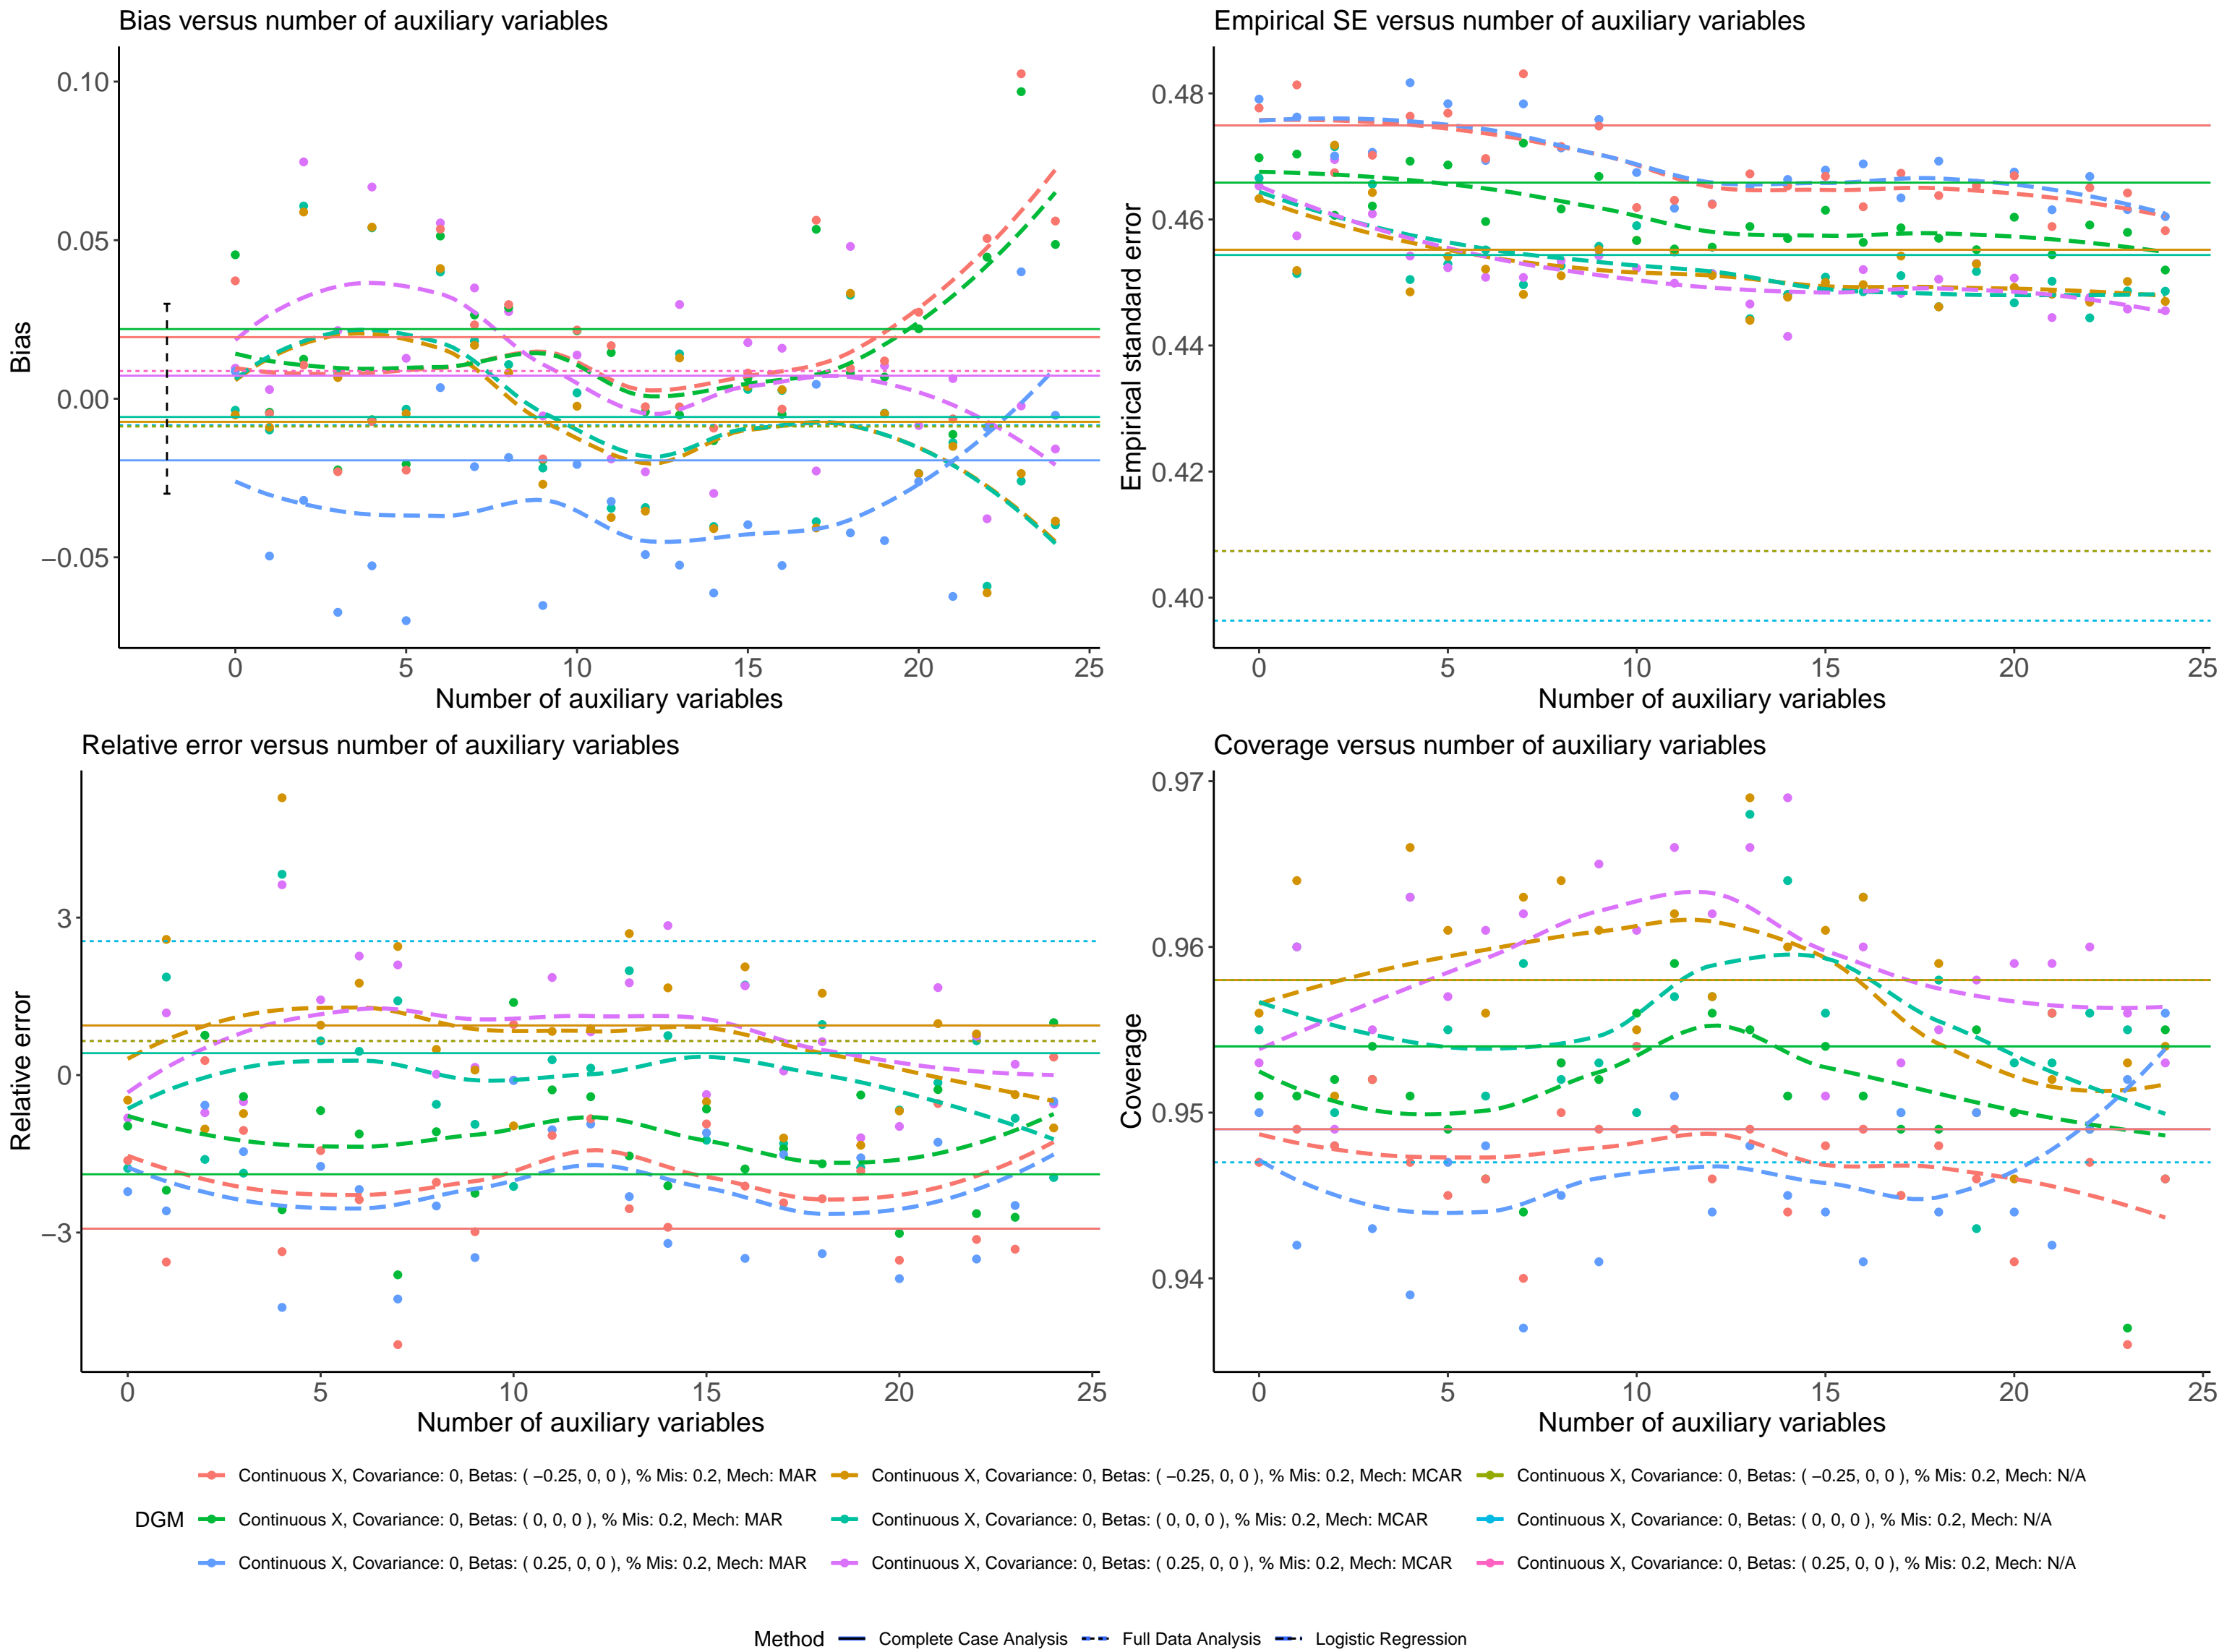 Bias versus number of auxiliary variables
Empirical SE versus number of auxiliary variables
0.10
0.05
0.00
−0.05
Bias
0 5 10 15 20 25
Number of auxiliary variables
0.48
0.46
0.44
0.42
0.40
Empirical standard error
0 5 10 15 20 25
Number of auxiliary variables
Relative error versus number of auxiliary variables
Coverage versus number of auxiliary variables
3
0
−3
Relative error
0 5 10 15 20 25
Number of auxiliary variables
0.97
0.96
0.95
0.94
Coverage
0 5 10 15 20 25
Number of auxiliary variables
DGM
Continuous X, Covariance: 0, Betas: ( −0.25, 0, 0 ), % Mis: 0.2, Mech: MAR
Continuous X, Covariance: 0, Betas: ( −0.25, 0, 0 ), % Mis: 0.2, Mech: MCAR
Continuous X, Covariance: 0, Betas: ( −0.25, 0, 0 ), % Mis: 0.2, Mech: N/A
Continuous X, Covariance: 0, Betas: ( 0, 0, 0 ), % Mis: 0.2, Mech: MAR
Continuous X, Covariance: 0, Betas: ( 0, 0, 0 ), % Mis: 0.2, Mech: MCAR
Continuous X, Covariance: 0, Betas: ( 0, 0, 0 ), % Mis: 0.2, Mech: N/A
Continuous X, Covariance: 0, Betas: ( 0.25, 0, 0 ), % Mis: 0.2, Mech: MAR
Continuous X, Covariance: 0, Betas: ( 0.25, 0, 0 ), % Mis: 0.2, Mech: MCAR
Continuous X, Covariance: 0, Betas: ( 0.25, 0, 0 ), % Mis: 0.2, Mech: N/A
Method Complete Case Analysis Full Data Analysis Logistic Regression